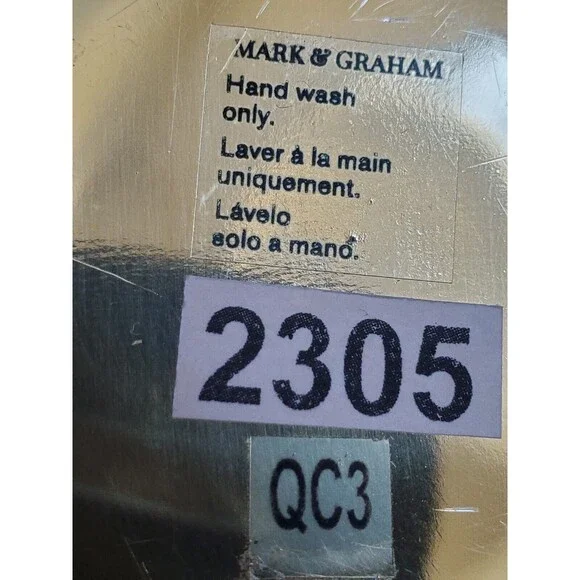 MARK & GRAHAM
Hand wash
only.
Laver à la main
uniquement.
Lávelo
solo a mano.
2305
QC3